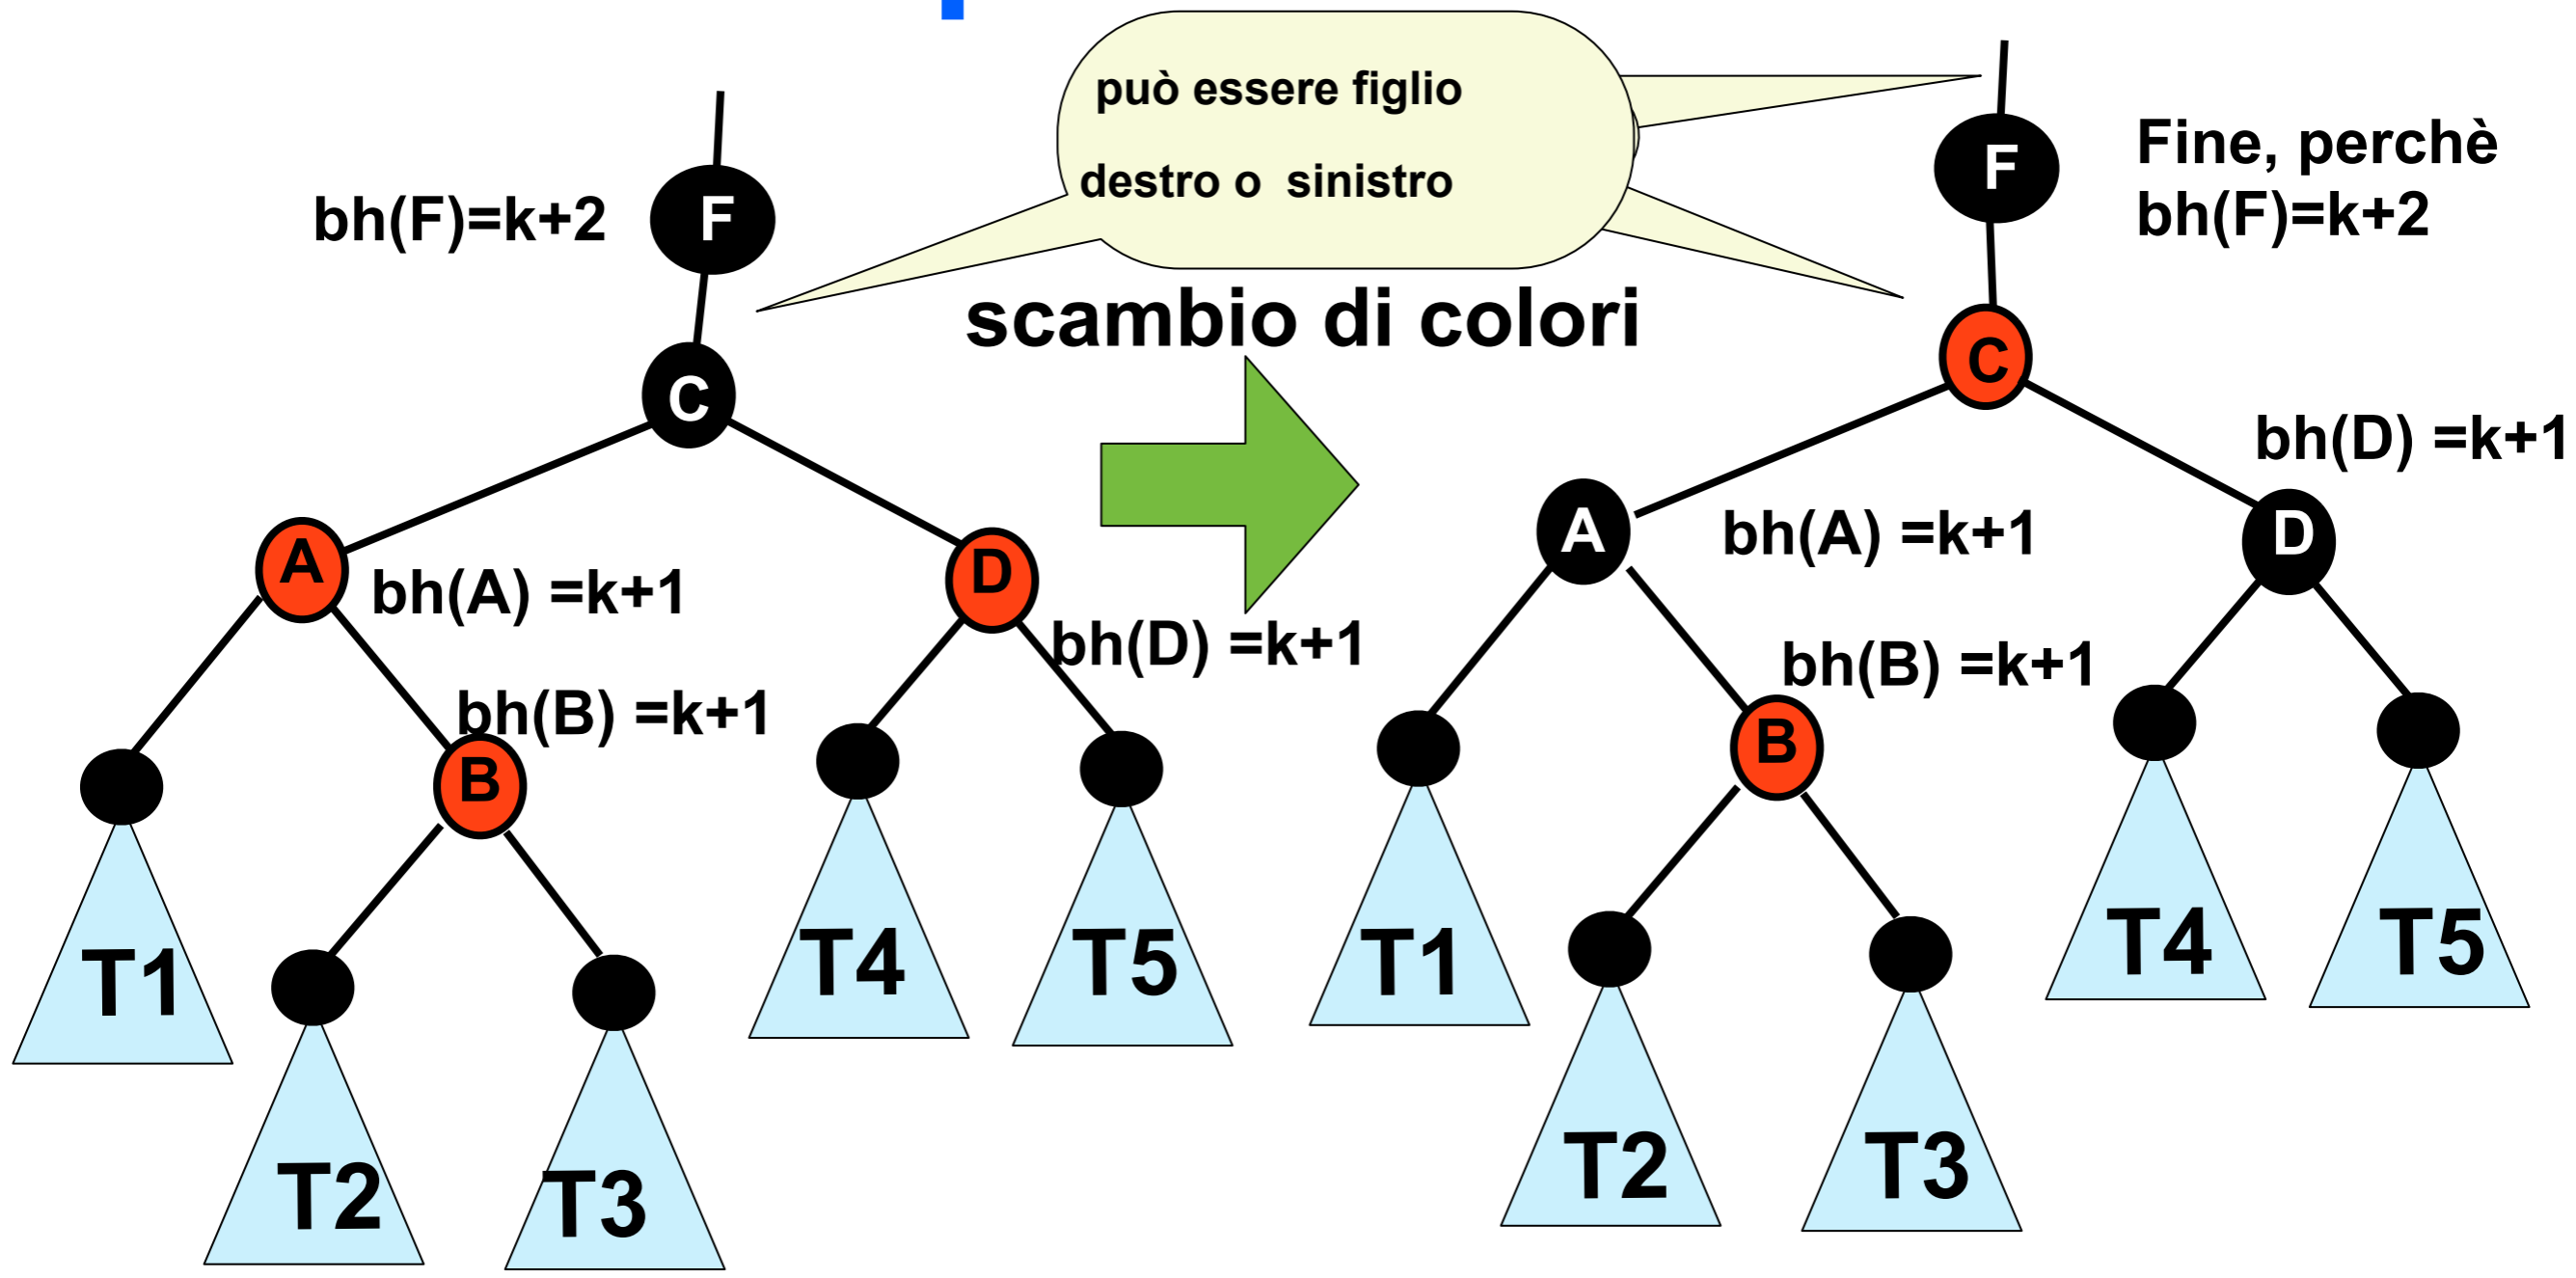 può essere figlio
destro o sinistro
scambio di colori
bh(F)=k+2
F
C
A
bh(A) =k+1
D
bh(D) =k+1
bh(B) =k+1
B
T1
T2
T3
T4
T5
F
Fine, perchè
bh(F)=k+2
C
bh(D) =k+1
A
bh(A) =k+1
D
bh(B) =k+1
B
T1
T2
T3
T4
T5